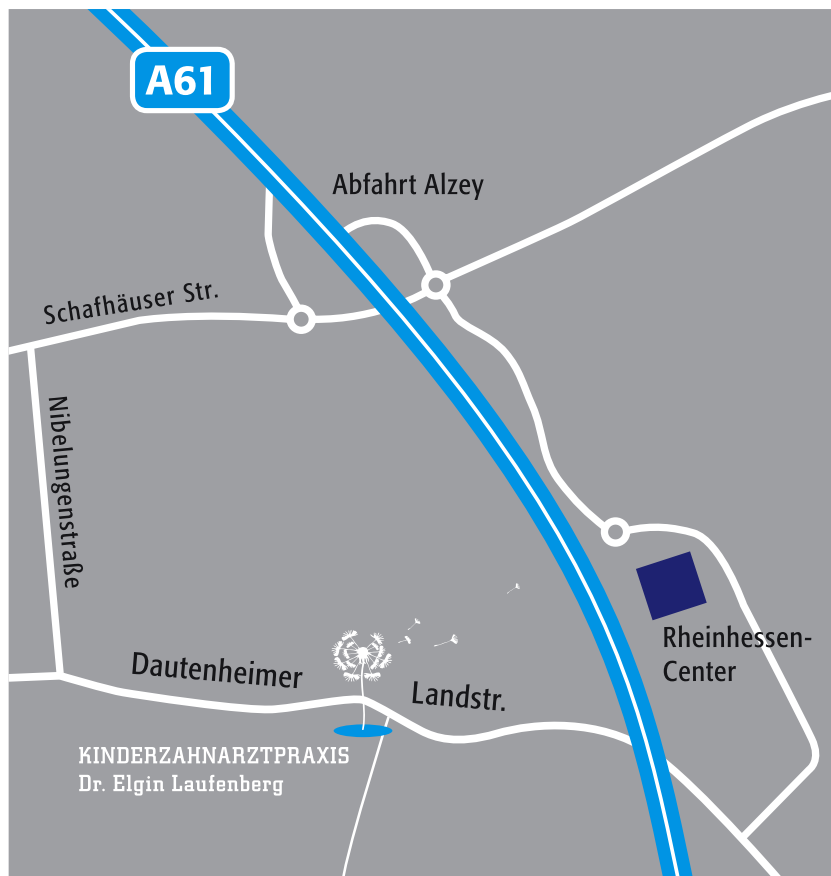 A61
Abfahrt Alzey
Schafhäuser Str.
Nibelungenstraße
Rheinhessen-
Center
Dautenheimer
Landstr.
KINDERZAHNARZTPRAXIS
Dr. Elgin Laufenberg